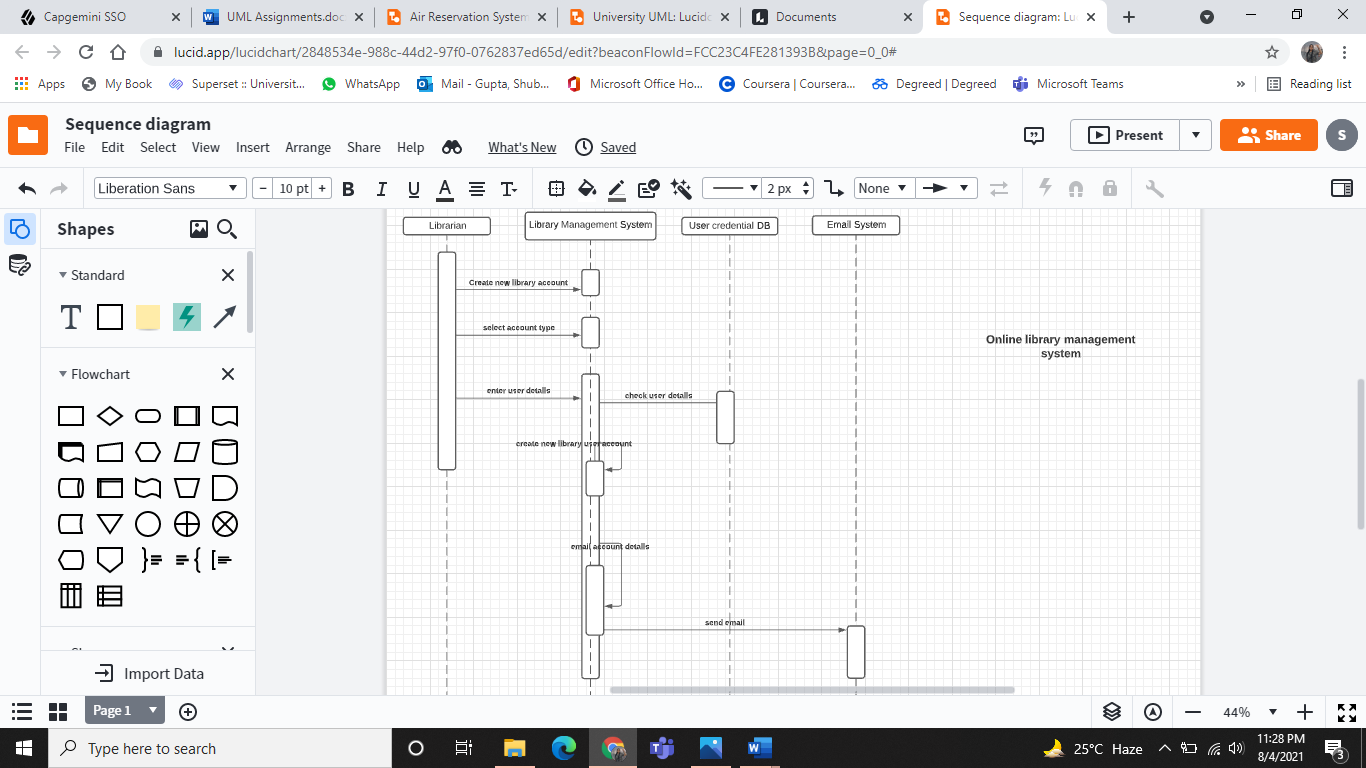 Capgemini SSO
UML Assignments.doc
Air Reservation System
University UML: Lucidc
Documents
Sequence diagram: Lu
lucid.app/lucidchart/2848534e-988c-44d2-97f0-0762837ed65d/edit?beaconFlowId=FCC23C4FE281393B&page=0_0#
Apps
My Book
Superset :: Universit...
WhatsApp
Mail - Gupta, Shub...
Microsoft Office Ho...
Coursera | Coursera...
Degreed | Degreed
Microsoft Teams
»
Reading list
Sequence diagram
File Edit Select View Insert Arrange Share Help
What's New
Saved
Present
Share
S
Liberation Sans
10 pt
B I U A T
2 px
None
Shapes
Standard
T
Flowchart
Import Data
Librarian
Library Management System
User credential DB
Email System
Create new library account
select account type
enter user details
check user details
create new library user account
email account details
send email
Online library management
system
Page 1
44%
Type here to search
25°C Haze
11:28 PM
8/4/2021
3